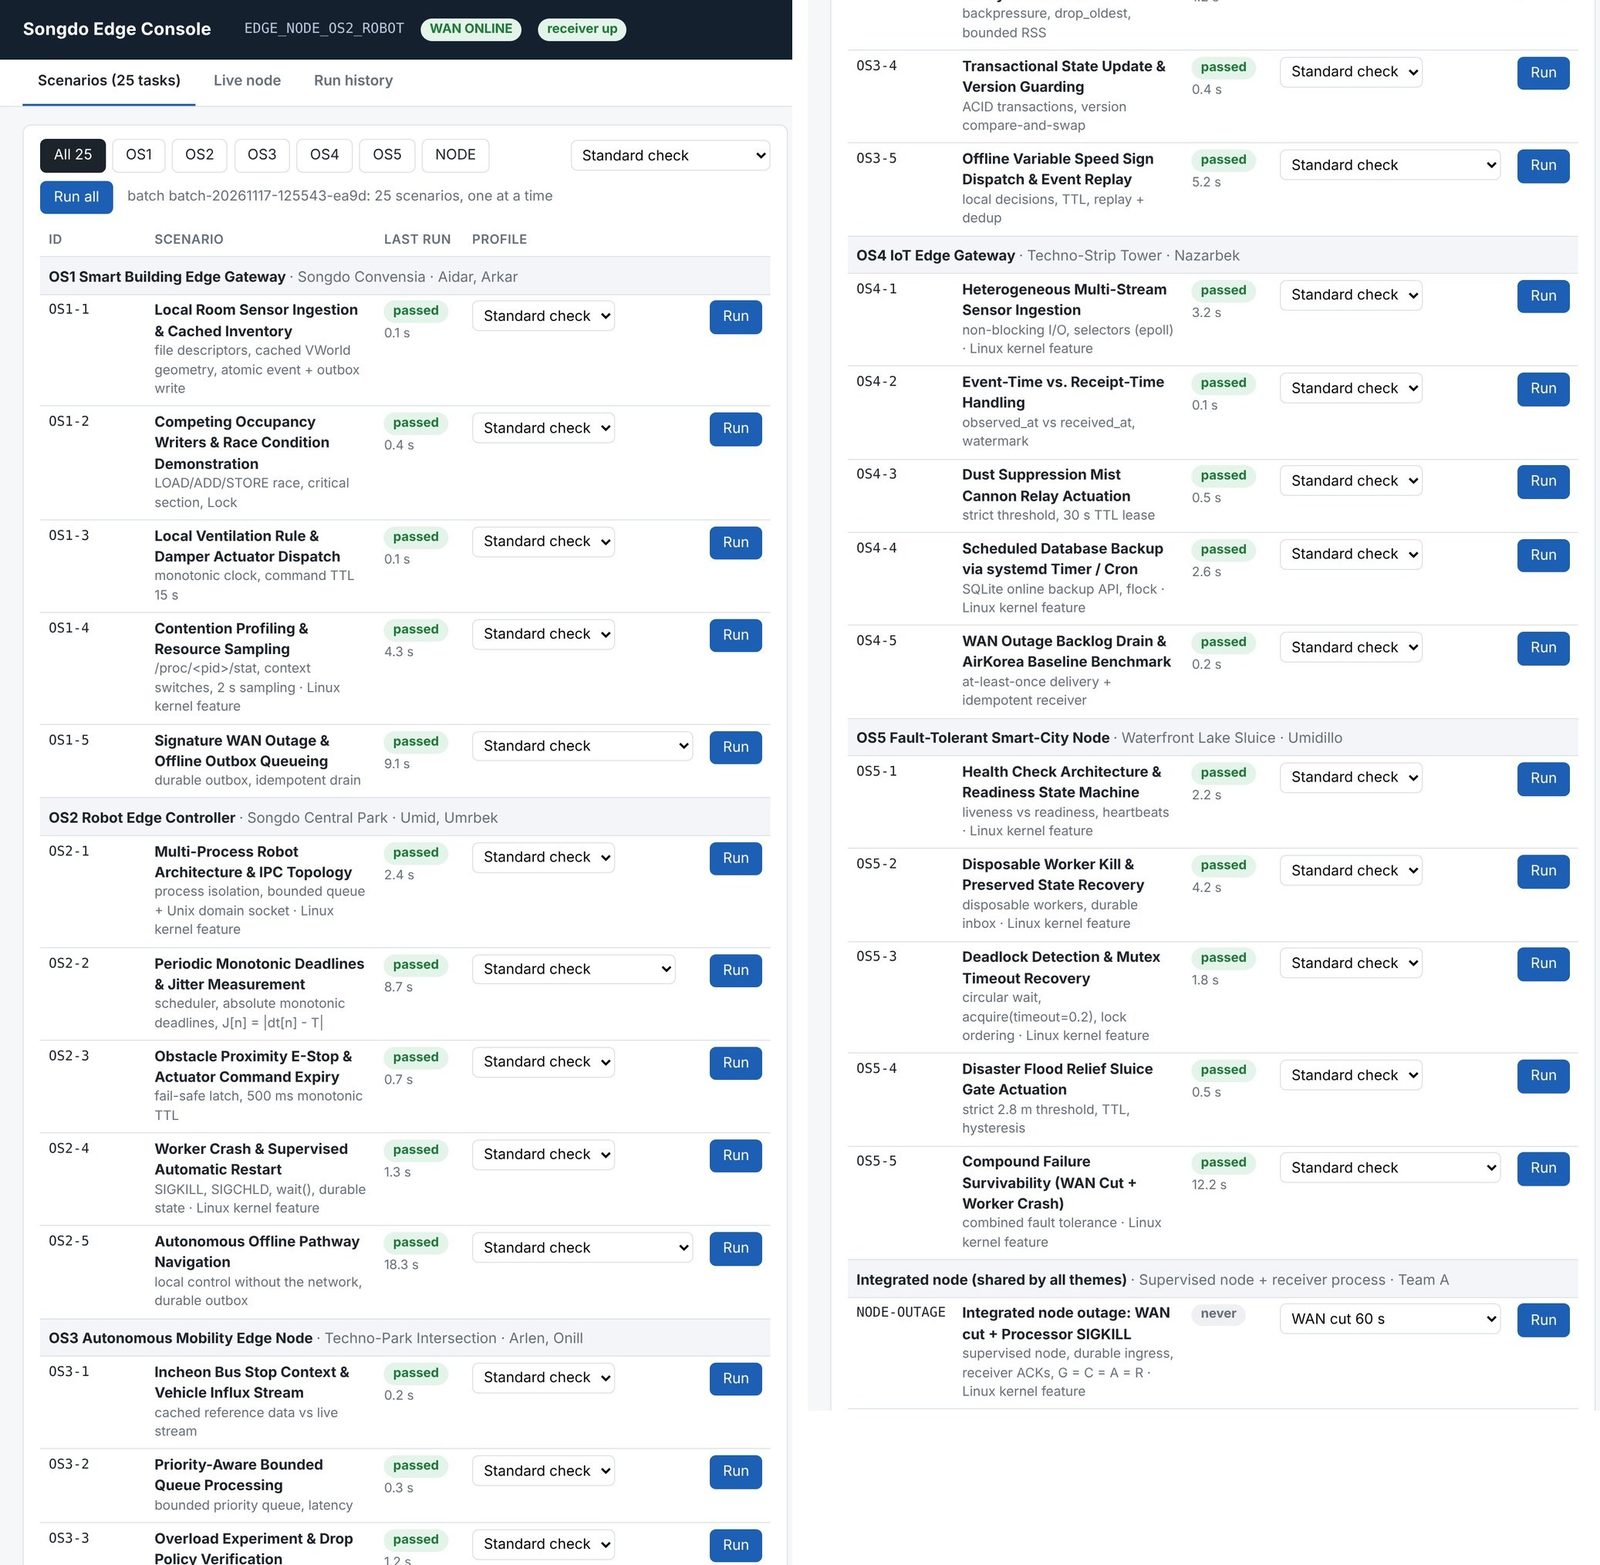 Songdo Edge Console EDGE_NODE_OS2_ROBOT WAN ONLINE receiver up
Scenarios (25 tasks) Live node Run history
All 25 OS1 OS2 OS3 OS4 OS5 NODE Standard check
Run all batch batch-20261117-125543-ea9d: 25 scenarios, one at a time
ID SCENARIO LAST RUN PROFILE
OS1 Smart Building Edge Gateway · Songdo Convensia · Aidar, Arkar
OS1-1 Local Room Sensor Ingestion passed Standard check Run
& Cached Inventory 0.1 s
file descriptors, cached VWorld
geometry, atomic event + outbox
write
OS1-2 Competing Occupancy passed Standard check Run
Writers & Race Condition 0.4 s
Demonstration
LOAD/ADD/STORE race, critical
section, Lock
OS1-3 Local Ventilation Rule & passed Standard check Run
Damper Actuator Dispatch 0.1 s
monotonic clock, command TTL
15 s
OS1-4 Contention Profiling & passed Standard check Run
Resource Sampling 4.3 s
/proc/<pid>/stat, context
switches, 2 s sampling · Linux
kernel feature
OS1-5 Signature WAN Outage & passed Standard check Run
Offline Outbox Queueing 9.1 s
durable outbox, idempotent drain
OS2 Robot Edge Controller · Songdo Central Park · Umid, Umrbek
OS2-1 Multi-Process Robot passed Standard check Run
Architecture & IPC Topology 2.4 s
process isolation, bounded queue
+ Unix domain socket · Linux
kernel feature
OS2-2 Periodic Monotonic Deadlines passed Standard check Run
& Jitter Measurement 8.7 s
scheduler, absolute monotonic
deadlines, J[n] = |dt[n] - T|
OS2-3 Obstacle Proximity E-Stop & passed Standard check Run
Actuator Command Expiry 0.7 s
fail-safe latch, 500 ms monotonic
TTL
OS2-4 Worker Crash & Supervised passed Standard check Run
Automatic Restart 1.3 s
SIGKILL, SIGCHLD, wait(), durable
state · Linux kernel feature
OS2-5 Autonomous Offline Pathway passed Standard check Run
Navigation 18.3 s
local control without the network,
durable outbox
OS3 Autonomous Mobility Edge Node · Techno-Park Intersection · Arlen, Onill
OS3-1 Incheon Bus Stop Context & passed Standard check Run
Vehicle Influx Stream 0.2 s
cached reference data vs live
stream
OS3-2 Priority-Aware Bounded passed Standard check Run
Queue Processing 0.3 s
bounded priority queue, latency
OS3-3 Overload Experiment & Drop passed Standard check Run
Policy Verification 1.2 s
backpressure, drop_oldest,
bounded RSS
OS3-4 Transactional State Update & passed Standard check Run
Version Guarding 0.4 s
ACID transactions, version
compare-and-swap
OS3-5 Offline Variable Speed Sign passed Standard check Run
Dispatch & Event Replay 5.2 s
local decisions, TTL, replay +
dedup
OS4 IoT Edge Gateway · Techno-Strip Tower · Nazarbek
OS4-1 Heterogeneous Multi-Stream passed Standard check Run
Sensor Ingestion 3.2 s
non-blocking I/O, selectors (epoll)
· Linux kernel feature
OS4-2 Event-Time vs. Receipt-Time passed Standard check Run
Handling 0.1 s
observed_at vs received_at,
watermark
OS4-3 Dust Suppression Mist passed Standard check Run
Cannon Relay Actuation 0.5 s
strict threshold, 30 s TTL lease
OS4-4 Scheduled Database Backup passed Standard check Run
via systemd Timer / Cron 2.6 s
SQLite online backup API, flock ·
Linux kernel feature
OS4-5 WAN Outage Backlog Drain & passed Standard check Run
AirKorea Baseline Benchmark 0.2 s
at-least-once delivery +
idempotent receiver
OS5 Fault-Tolerant Smart-City Node · Waterfront Lake Sluice · Umidillo
OS5-1 Health Check Architecture & passed Standard check Run
Readiness State Machine 2.2 s
liveness vs readiness, heartbeats
· Linux kernel feature
OS5-2 Disposable Worker Kill & passed Standard check Run
Preserved State Recovery 4.2 s
disposable workers, durable
inbox · Linux kernel feature
OS5-3 Deadlock Detection & Mutex passed Standard check Run
Timeout Recovery 1.8 s
circular wait,
acquire(timeout=0.2), lock
ordering · Linux kernel feature
OS5-4 Disaster Flood Relief Sluice passed Standard check Run
Gate Actuation 0.5 s
strict 2.8 m threshold, TTL,
hysteresis
OS5-5 Compound Failure passed Standard check Run
Survivability (WAN Cut + 12.2 s
Worker Crash)
combined fault tolerance · Linux
kernel feature
Integrated node (shared by all themes) · Supervised node + receiver process · Team A
NODE-OUTAGE Integrated node outage: WAN never WAN cut 60 s Run
cut + Processor SIGKILL
supervised node, durable ingress,
receiver ACKs, G = C = A = R ·
Linux kernel feature